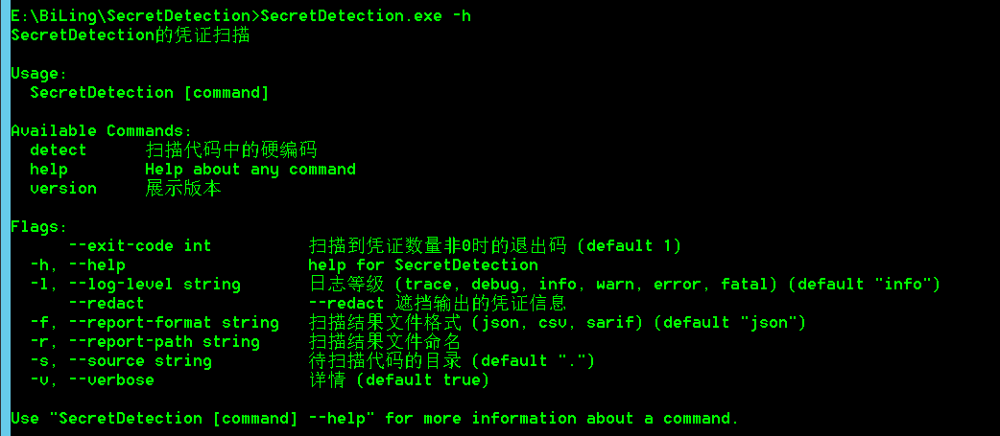 E:\BiLing\SecretDetection>SecretDetection.exe -h
SecretDetection的凭证扫描
Usage:
  SecretDetection [command]
Available Commands:
  detect      扫描代码中的硬编码
  help        Help about any command
  version     展示版本
Flags:
      --exit-code int          扫描到凭证数量非0时的退出码 (default 1)
  -h, --help                   help for SecretDetection
  -l, --log-level string       日志等级 (trace, debug, info, warn, error, fatal) (default "info")
      --redact                 --redact 遮挡输出的凭证信息
  -f, --report-format string   扫描结果文件格式 (json, csv, sarif) (default "json")
  -r, --report-path string     扫描结果文件命名
  -s, --source string          待扫描代码的目录 (default ".")
  -v, --verbose                详情 (default true)
Use "SecretDetection [command] --help" for more information about a command.